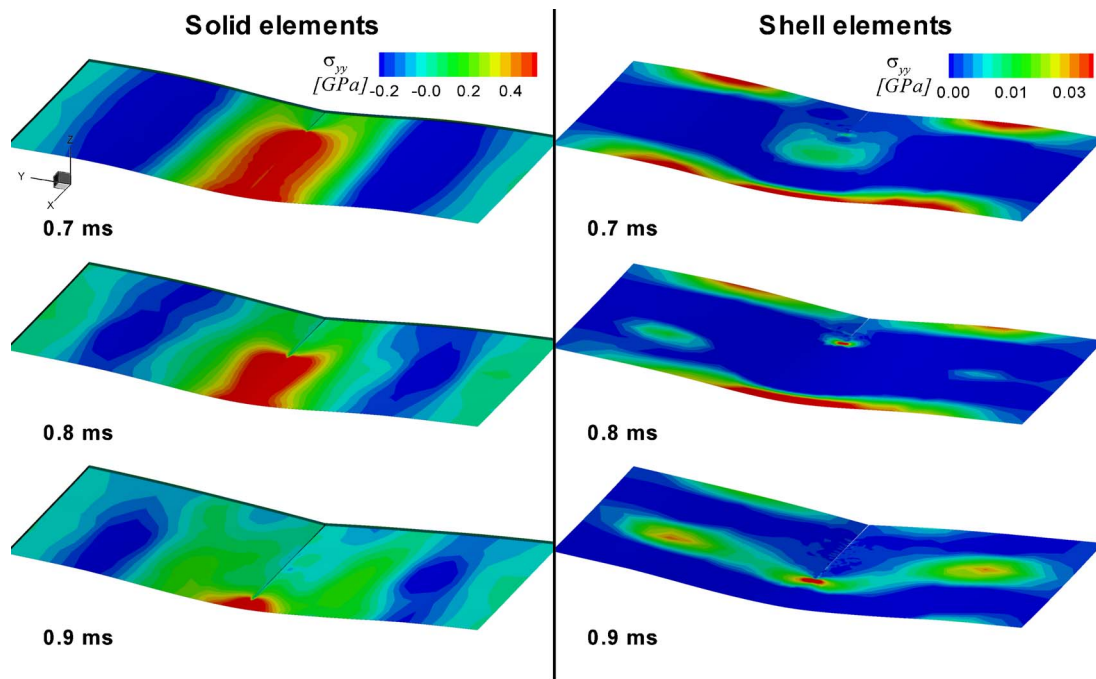 Solid elements
σyy
[GPa]
-0.2 -0.0 0.2 0.4
Z
Y
X
0.7 ms
0.8 ms
0.9 ms
Shell elements
σyy
[GPa]
0.00 0.01 0.03
0.7 ms
0.8 ms
0.9 ms